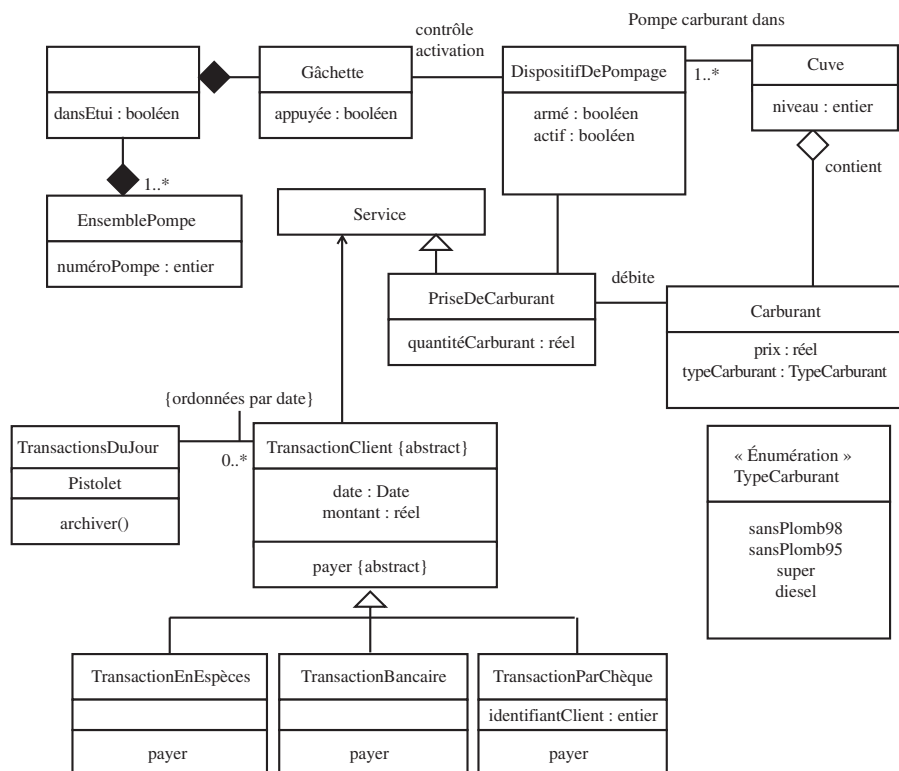 Pompe carburant dans
contrôle
activation
dansEtui : booléen
Gâchette
appuyée : booléen
DispositifDePompage
armé : booléen
actif : booléen
1..*
Cuve
niveau : entier
contient
1..*
EnsemblePompe
numéroPompe : entier
Service
PriseDeCarburant
quantitéCarburant : réel
débite
Carburant
prix : réel
typeCarburant : TypeCarburant
{ordonnées par date}
TransactionsDuJour
Pistolet
archiver()
0..*
TransactionClient {abstract}
date : Date
montant : réel
payer {abstract}
« Énumération »
TypeCarburant
sansPlomb98
sansPlomb95
super
diesel
TransactionEnEspèces
payer
TransactionBancaire
payer
TransactionParChèque
identifiantClient : entier
payer